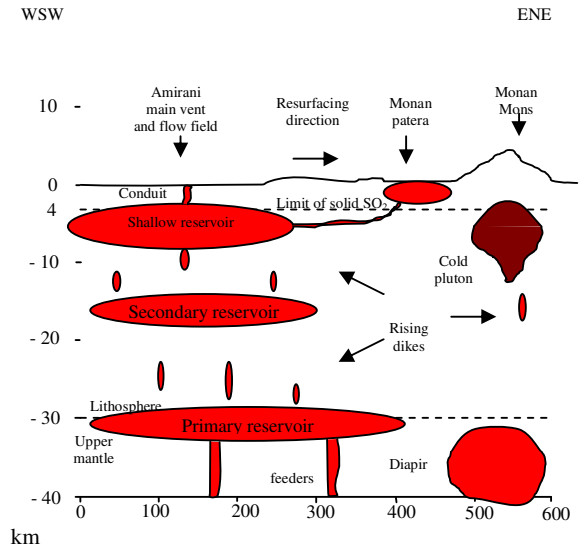 WSW
ENE
Amirani
main vent
and flow field
Resurfacing
direction
Monan
patera
Monan
Mons
10
0
4
- 10
- 20
- 30
- 40
Conduit
Limit of solid SO2
Shallow reservoir
Cold
pluton
Secondary reservoir
Rising
dikes
Lithosphere
Primary reservoir
Upper
mantle
feeders
Diapir
0
100
200
300
400
500
600
km